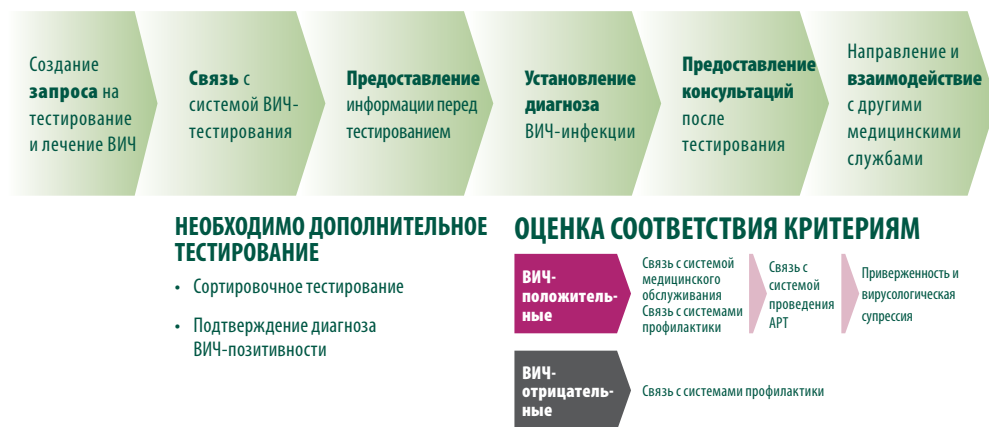 Создание
запроса на
тестирование
и лечение ВИЧ
Связь с
системой ВИЧ-
тестирования
Предоставление
информации перед
тестированием
Установление
диагноза
ВИЧ-инфекции
Предоставление
консультаций
после
тестирования
Направление и
взаимодействие
с другими
медицинскими
службами
НЕОБХОДИМО ДОПОЛНИТЕЛЬНОЕ
ТЕСТИРОВАНИЕ
• Сортировочное тестирование
• Подтверждение диагноза
ВИЧ-позитивности
ОЦЕНКА СООТВЕТСТВИЯ КРИТЕРИЯМ
ВИЧ-
положитель-
ные
Связь с системой
медицинского
обслуживания
Связь с системами
профилактики
Связь с
системой
проведения
АРТ
Приверженность и
вирусологическая
супрессия
ВИЧ-
отрицатель-
ные
Связь с системами профилактики